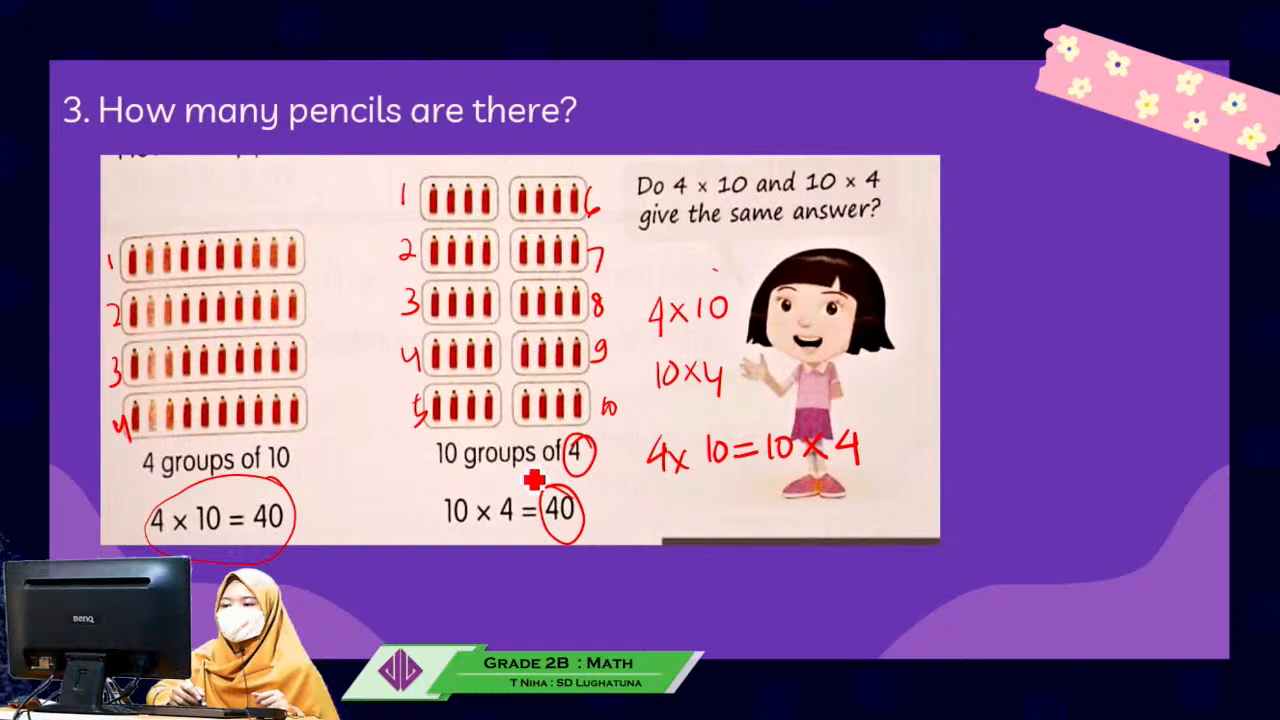 3. How many pencils are there?
1
2
3
4
4 groups of 10
4 × 10 = 40
1
2
3
4
5
6
7
8
9
10
10 groups of 4
10 × 4 = 40
Do 4 × 10 and 10 × 4
give the same answer?
4×10
10×4
4× 10=10×4
BenQ
GRADE 2B : MATH
T NIHA : SD LUGHATUNA